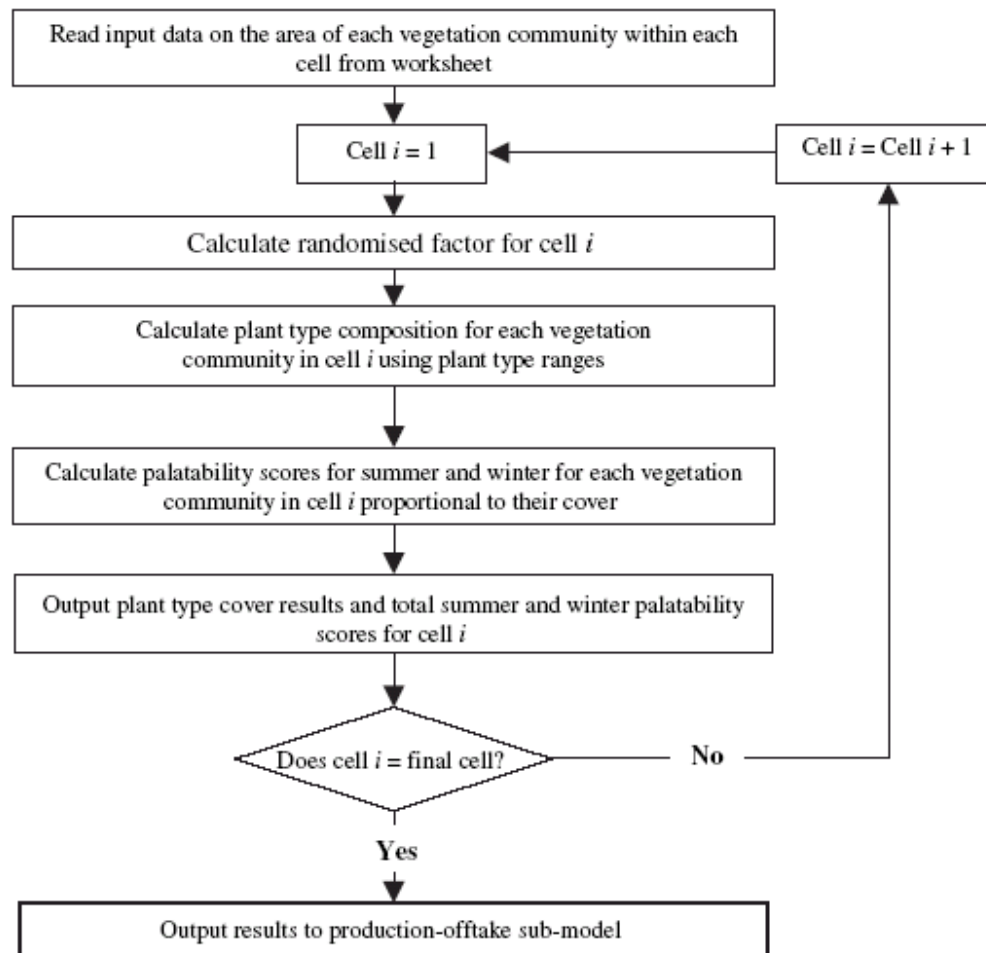 Read input data on the area of each vegetation community within each
cell from worksheet
Cell i = 1
Cell i = Cell i + 1
Calculate randomised factor for cell i
Calculate plant type composition for each vegetation
community in cell i using plant type ranges
Calculate palatability scores for summer and winter for each vegetation
community in cell i proportional to their cover
Output plant type cover results and total summer and winter palatability
scores for cell i
Does cell i = final cell?
No
Yes
Output results to production-offtake sub-model